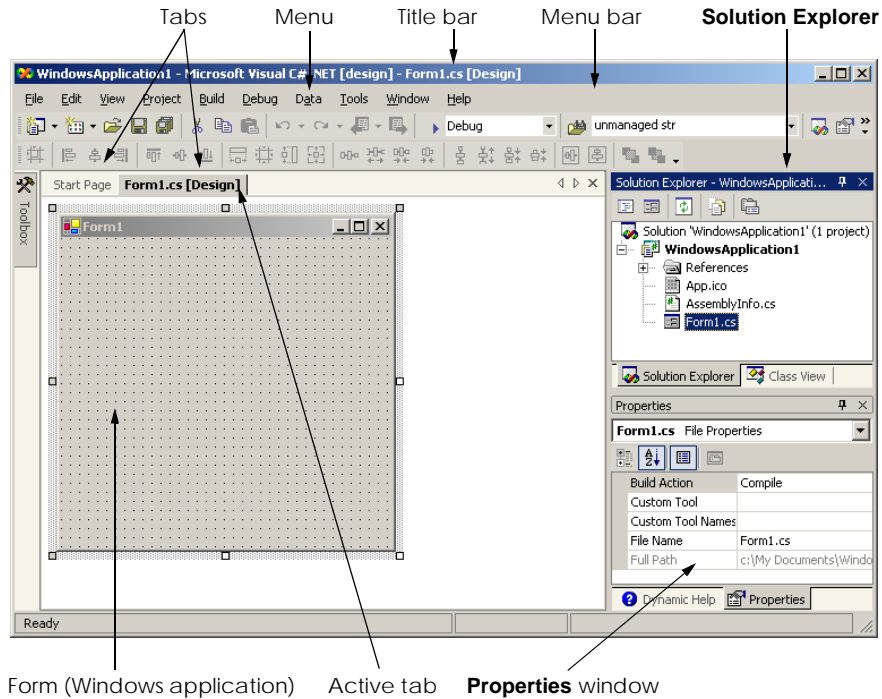 Tabs Menu Title bar Menu bar Solution Explorer
WindowsApplication1 - Microsoft Visual C# .NET [design] - Form1.cs [Design]
File Edit View Project Build Debug Data Tools Window Help
Debug unmanaged str
Toolbox
Start Page Form1.cs [Design]
Form1
Solution Explorer - WindowsApplicati...
Solution 'WindowsApplication1' (1 project)
WindowsApplication1
References
App.ico
AssemblyInfo.cs
Form1.cs
Solution Explorer Class View
Properties
Form1.cs File Properties
Build Action Compile
Custom Tool
Custom Tool Names
File Name Form1.cs
Full Path c:\My Documents\Windo
Dynamic Help Properties
Ready
Form (Windows application) Active tab Properties window